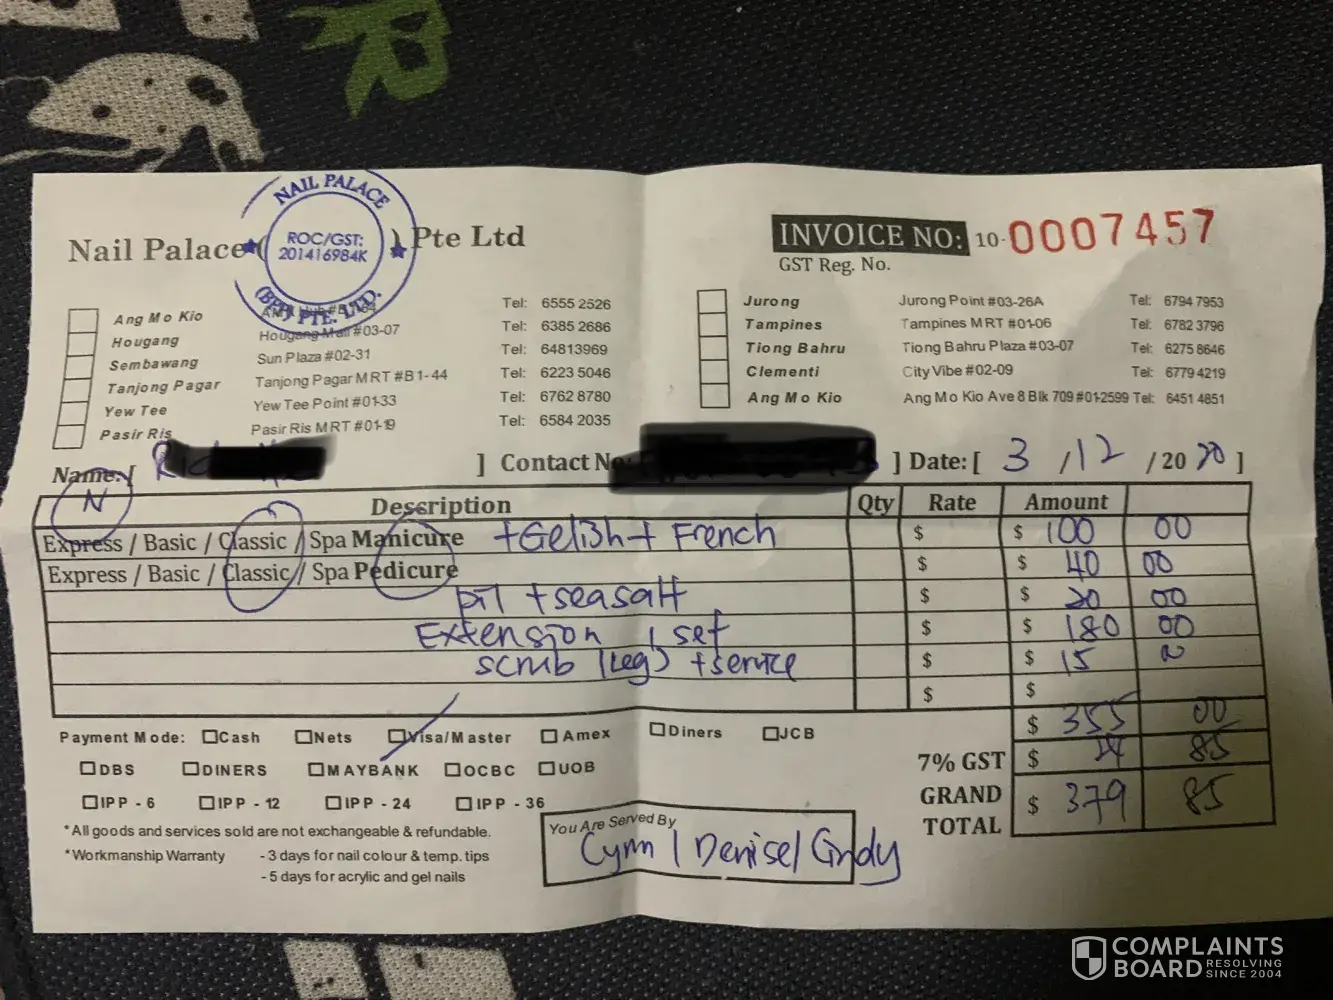 NAIL PALACE
ROC/GST:
201416984K
(BPP) PTE. LTD.
Nail Palace ( ) Pte Ltd
INVOICE NO: 10-0007457
GST Reg. No.
Ang Mo Kio Tel: 6555 2526
Hougang Hougang Mall #03-07 Tel: 6385 2686
Sembawang Sun Plaza #02-31 Tel: 64813969
Tanjong Pagar Tanjong Pagar MRT #B1-44 Tel: 6223 5046
Yew Tee Yew Tee Point #01-33 Tel: 6762 8780
Pasir Ris Pasir Ris MRT #01-19 Tel: 6584 2035
Jurong Jurong Point #03-26A Tel: 6794 7953
Tampines Tampines MRT #01-06 Tel: 6782 3796
Tiong Bahru Tiong Bahru Plaza #03-07 Tel: 6275 8646
Clementi City Vibe #02-09 Tel: 6779 4219
Ang Mo Kio Ang Mo Kio Ave 8 Blk 709 #01-2599 Tel: 6451 4851
Name: [ ] Contact No: ] Date: [ 3 / 12 / 20 20 ]
N Description Qty Rate Amount
Express / Basic / Classic / Spa Manicure + Gelish + French $ $ 100 00
Express / Basic / Classic / Spa Pedicure $ $ 40 00
+ seasalt $ $ 20 00
Extension 1 set $ $ 180 00
scrub (leg) + service $ $ 15
$ $
$ 355 00
Payment Mode: Cash Nets Visa/Master Amex Diners JCB
DBS DINERS MAYBANK OCBC UOB
IPP - 6 IPP - 12 IPP - 24 IPP - 36
7% GST $ 24 85
GRAND TOTAL $ 379 85
*All goods and services sold are not exchangeable & refundable.
*Workmanship Warranty - 3 days for nail colour & temp. tips
- 5 days for acrylic and gel nails
You Are Served By
Cynn / Denise /
COMPLAINTS
BOARD RESOLVING
SINCE 2004